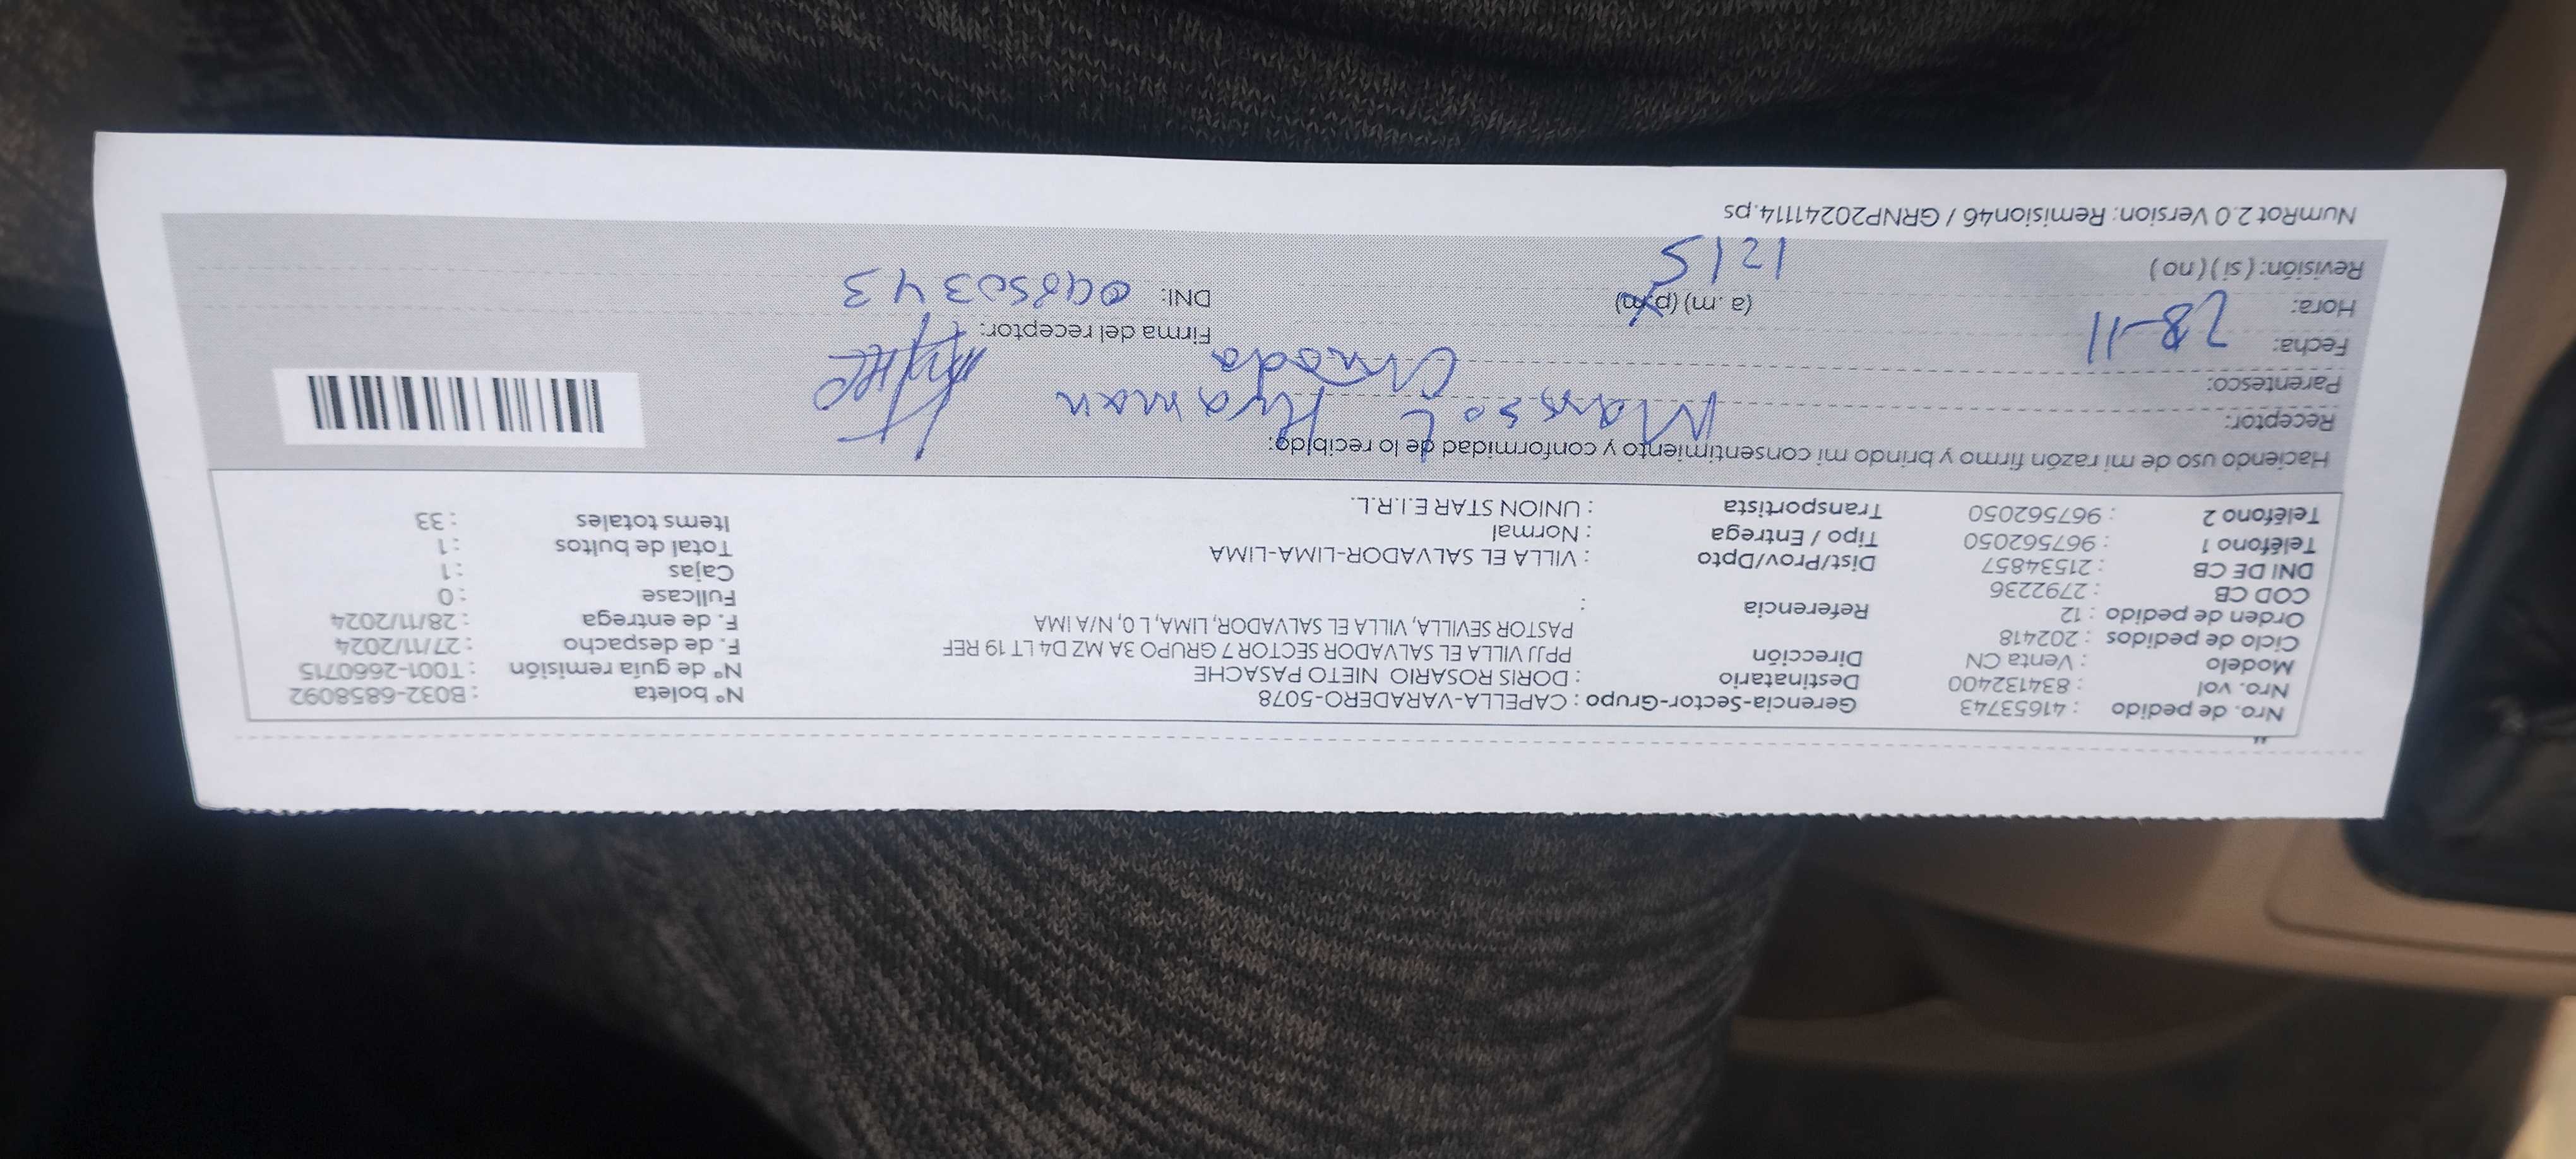 Nro. de pedido : 41653743 Gerencia-Sector-Grupo : CAPELLA-VARADERO-5078 Nº boleta : B032-6858092
Nro. vol : 834132400 Destinatario : DORIS ROSARIO NIETO PASACHE Nº de guía remisión : T001-2660715
Modelo : Venta CN Dirección PPJJ VILLA EL SALVADOR SECTOR 7 GRUPO 3A MZ D4 LT 19 REF F. de despacho : 27/11/2024
Ciclo de pedidos : 202418 PASTOR SEVILLA, VILLA EL SALVADOR, LIMA, L 0, N/A IMA F. de entrega : 28/11/2024
Orden de pedido : 12 Referencia : Fullcase : 0
COD CB : 2792236 Cajas : 1
DNI DE CB : 21534857 Dist/Prov/Dpto : VILLA EL SALVADOR-LIMA-LIMA Total de bultos : 1
Teléfono 1 : 967562050 Tipo / Entrega : Normal Items totales : 33
Teléfono 2 : 967562050 Transportista : UNION STAR E.I.R.L.
Haciendo uso de mi razón firmo y brindo mi consentimiento y conformidad de lo recibido:
Receptor: Marisol Huaman
Parentesco: Cuñada
Fecha: 28-11 Firma del receptor:
Hora: 1215 (a.m) (p.m) DNI: 09850343
Revisión: (si) (no)
NumRot 2.0 Version: Remision46 / GRNP20241114.ps